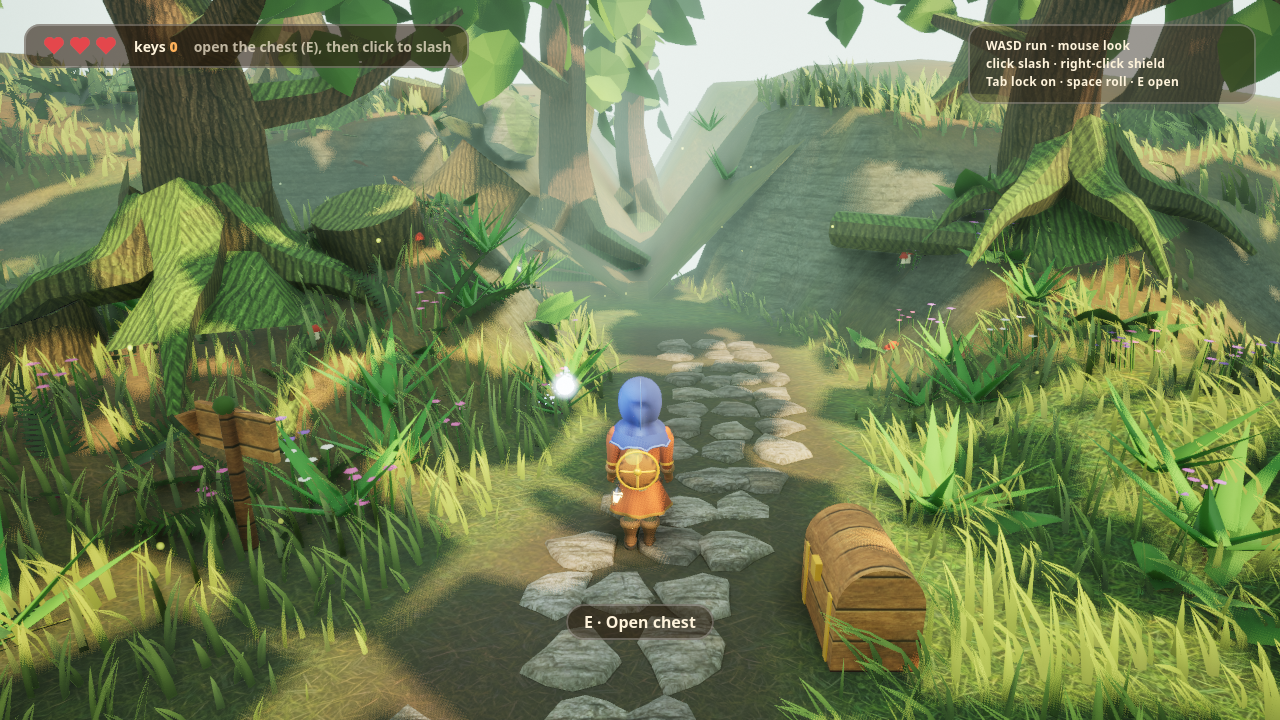 keys 0 open the chest (E), then click to slash
WASD run · mouse look
click slash · right-click shield
Tab lock on · space roll · E open
E · Open chest